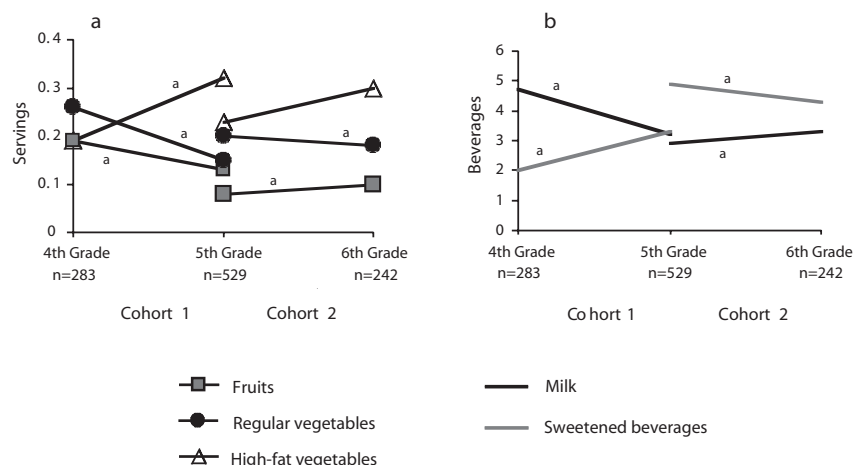 a
Servings
0.4
0.3
0.2
0.1
0
a
a
a
a
a
4th Grade 5th Grade 6th Grade
n=283 n=529 n=242
Cohort 1 Cohort 2
b
Beverages
6
5
4
3
2
1
0
a
a
a
a
4th Grade 5th Grade 6th Grade
n=283 n=529 n=242
Cohort 1 Cohort 2
Fruits
Regular vegetables
High-fat vegetables
Milk
Sweetened beverages